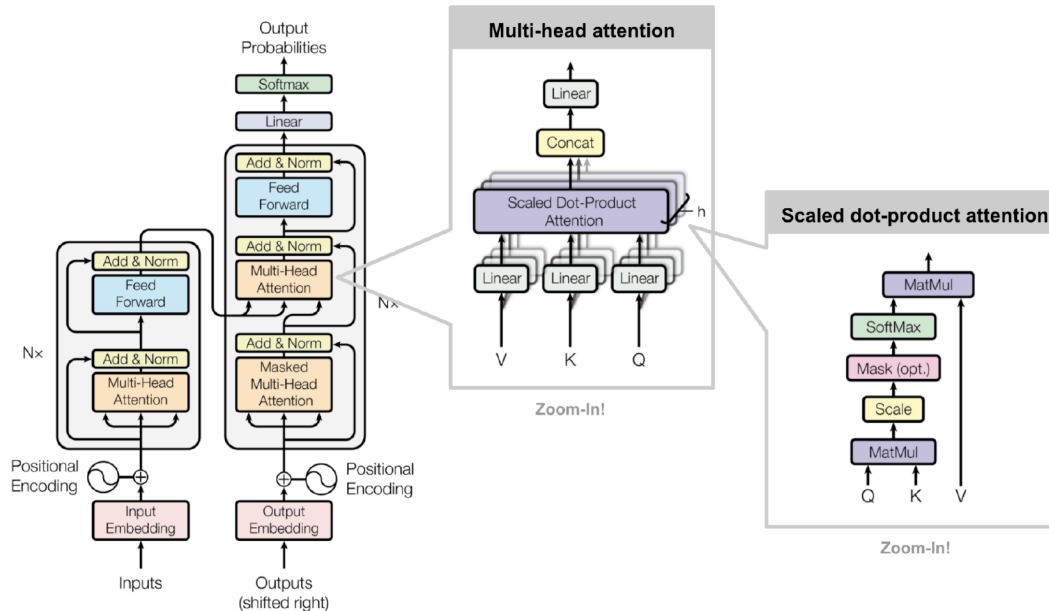 Output
Probabilities
Softmax
Linear
Add & Norm
Feed
Forward
Add & Norm
Multi-Head
Attention
Nx
Add & Norm
Masked
Multi-Head
Attention
Positional
Encoding
Output
Embedding
Outputs
(shifted right)
Add & Norm
Feed
Forward
Nx
Add & Norm
Multi-Head
Attention
Positional
Encoding
Input
Embedding
Inputs
Multi-head attention
Linear
Concat
Scaled Dot-Product
Attention
h
Linear
Linear
Linear
V
K
Q
Zoom-In!
Scaled dot-product attention
MatMul
SoftMax
Mask (opt.)
Scale
MatMul
Q
K
V
Zoom-In!